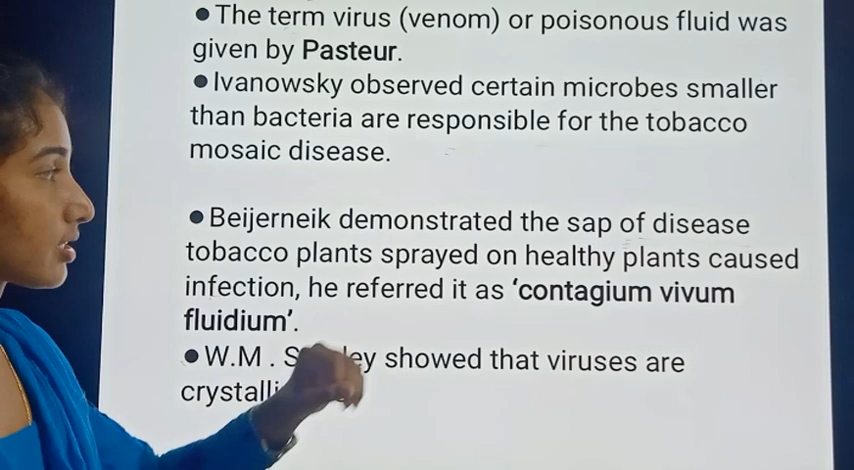 ●The term virus (venom) or poisonous fluid was
given by Pasteur.
●Ivanowsky observed certain microbes smaller
than bacteria are responsible for the tobacco
mosaic disease.
●Beijerneik demonstrated the sap of disease
tobacco plants sprayed on healthy plants caused
infection, he referred it as ‘contagium vivum
fluidium’.
●W.M . showed that viruses are